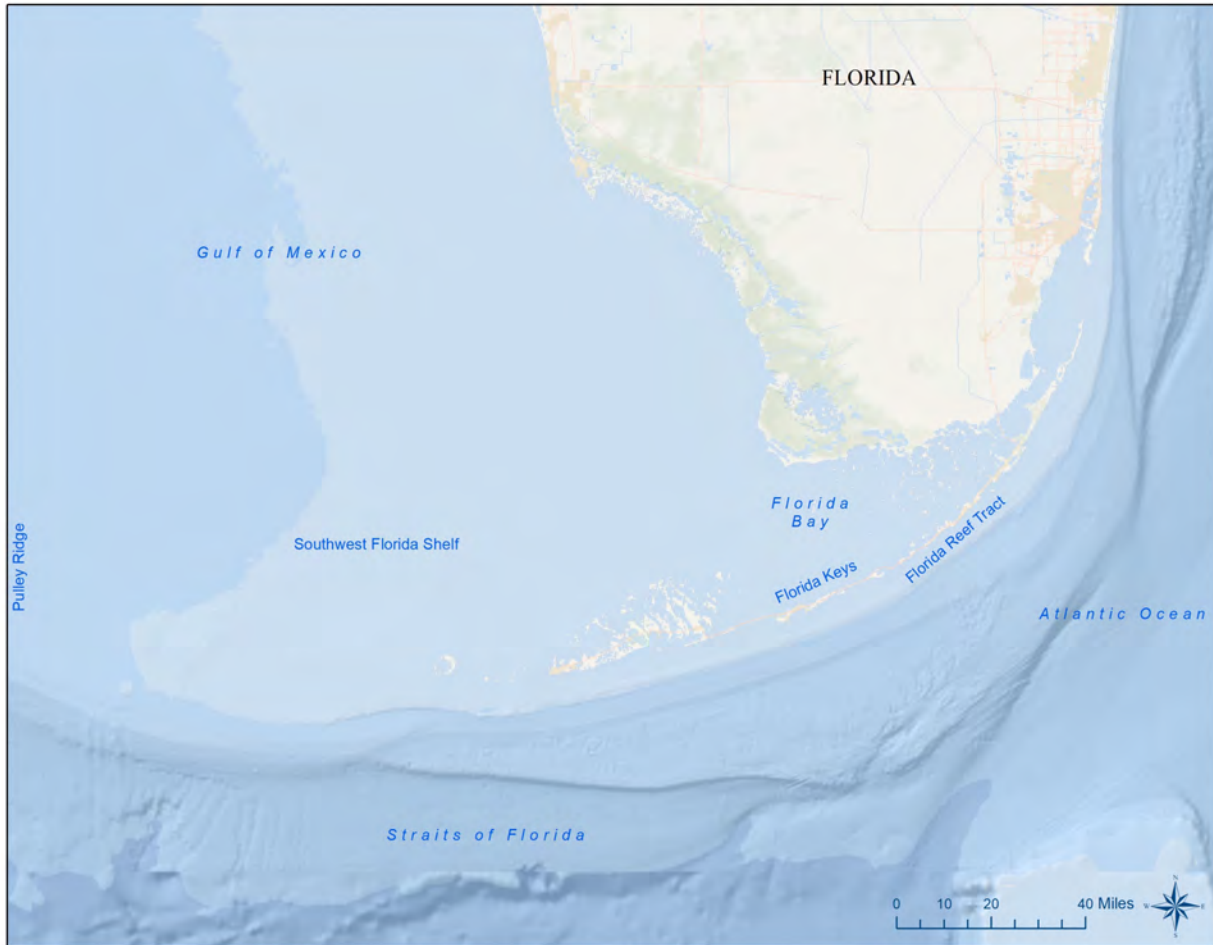 FLORIDA
Gulf of Mexico
Florida
Bay
Pulley Ridge
Southwest Florida Shelf
Florida Keys
Florida Reef Tract
Atlantic Ocean
Straits of Florida
0 10 20 40 Miles
N
W E
S